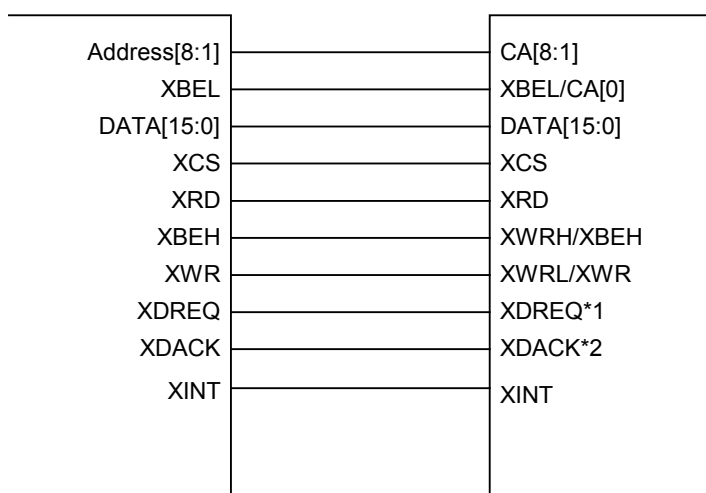 Address[8:1] CA[8:1]
XBEL XBEL/CA[0]
DATA[15:0] DATA[15:0]
XCS XCS
XRD XRD
XBEH XWRH/XBEH
XWR XWRL/XWR
XDREQ XDREQ*1
XDACK XDACK*2
XINT XINT